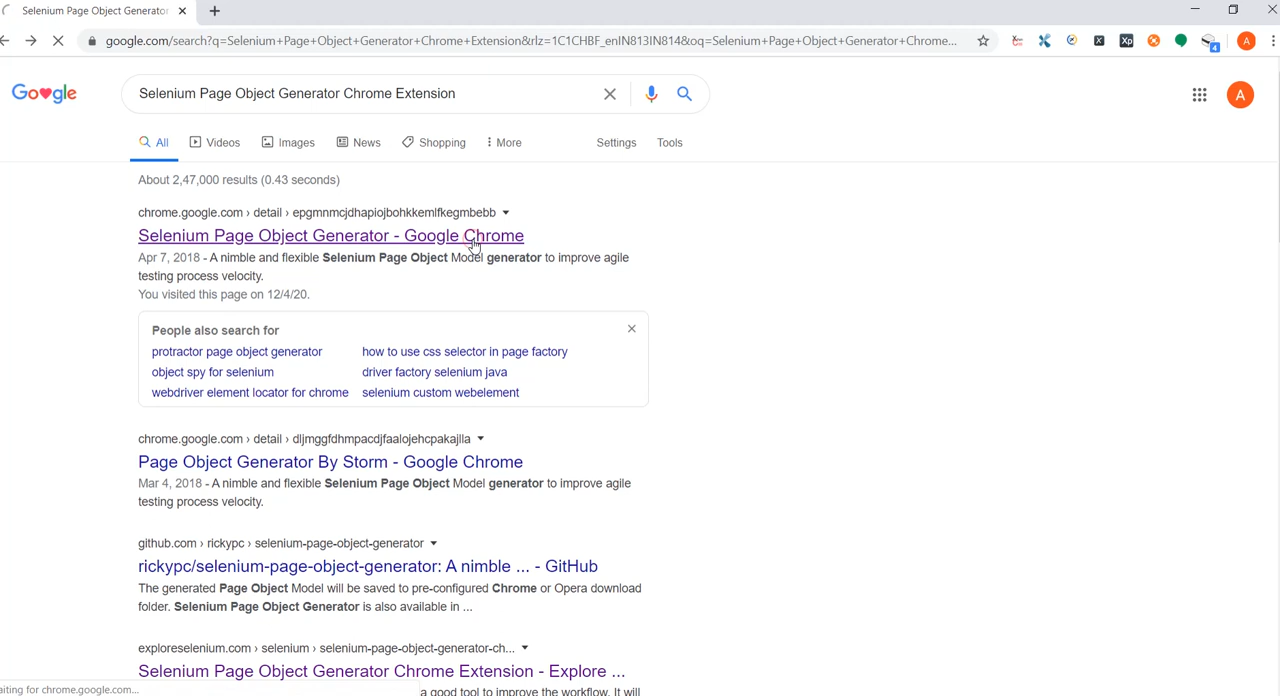 Selenium Page Object Generator
google.com/search?q=Selenium+Page+Object+Generator+Chrome+Extension&rlz=1C1CHBF_enIN813IN814&oq=Selenium+Page+Object+Generator+Chrome...
X
Xp
4
A
Google
Selenium Page Object Generator Chrome Extension
A
All
Videos
Images
News
Shopping
More
Settings
Tools
About 2,47,000 results (0.43 seconds)
chrome.google.com › detail › epgmnmcjdhapiojbohkkemlfkegmbebb
Selenium Page Object Generator - Google Chrome
Apr 7, 2018 - A nimble and flexible Selenium Page Object Model generator to improve agile
testing process velocity.
You visited this page on 12/4/20.
People also search for
protractor page object generator
how to use css selector in page factory
object spy for selenium
driver factory selenium java
webdriver element locator for chrome
selenium custom webelement
chrome.google.com › detail › dljmggfdhmpacdjfaalojehcpakajlla
Page Object Generator By Storm - Google Chrome
Mar 4, 2018 - A nimble and flexible Selenium Page Object Model generator to improve agile
testing process velocity.
github.com › rickypc › selenium-page-object-generator
rickypc/selenium-page-object-generator: A nimble ... - GitHub
The generated Page Object Model will be saved to pre-configured Chrome or Opera download
folder. Selenium Page Object Generator is also available in ...
exploreselenium.com › selenium › selenium-page-object-generator-ch...
Selenium Page Object Generator Chrome Extension - Explore ...
aiting for chrome.google.com...
a good tool to improve the workflow. It will